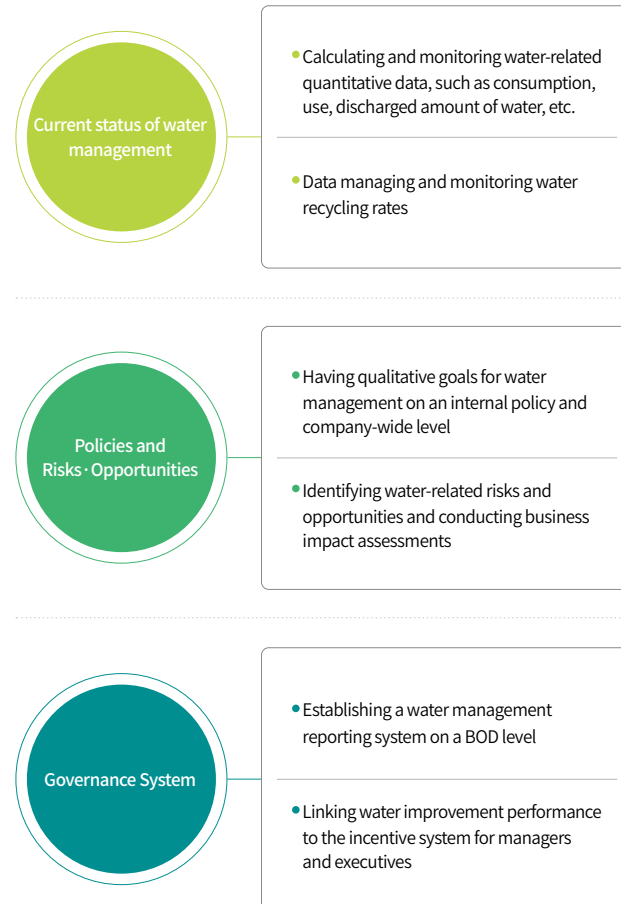 Current status of water
management
• Calculating and monitoring water-related
quantitative data, such as consumption,
use, discharged amount of water, etc.
• Data managing and monitoring water
recycling rates
Policies and
Risks · Opportunities
• Having qualitative goals for water
management on an internal policy and
company-wide level
• Identifying water-related risks and
opportunities and conducting business
impact assessments
Governance System
• Establishing a water management
reporting system on a BOD level
• Linking water improvement performance
to the incentive system for managers
and executives